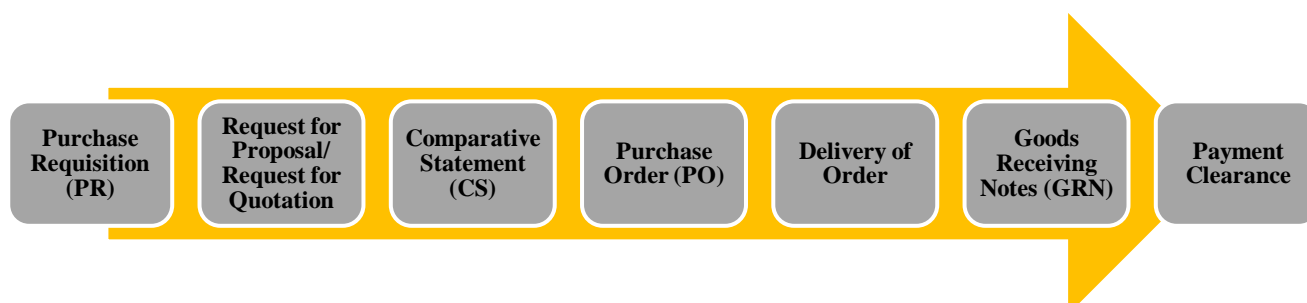 Purchase
Requisition
(PR)
Request for
Proposal/
Request for
Quotation
Comparative
Statement
(CS)
Purchase
Order (PO)
Delivery of
Order
Goods
Receiving
Notes (GRN)
Payment
Clearance